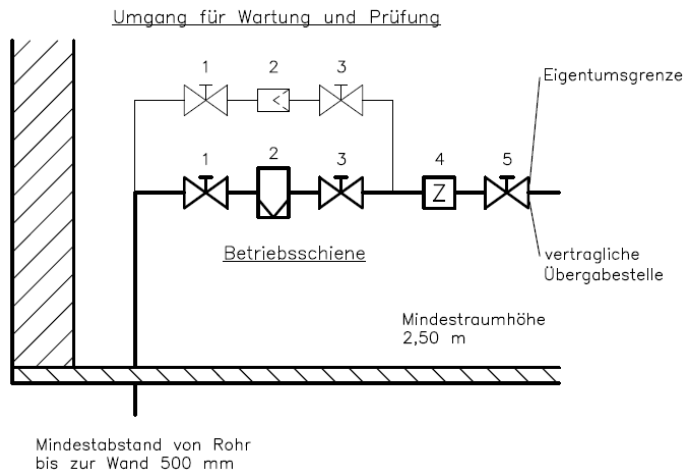 Umgang für Wartung und Prüfung
1 2 3
Eigentumsgrenze
1 2 3 4 5
Z
Betriebsschiene
vertragliche
Übergabestelle
Mindestraumhöhe
2,50 m
Mindestabstand von Rohr
bis zur Wand 500 mm